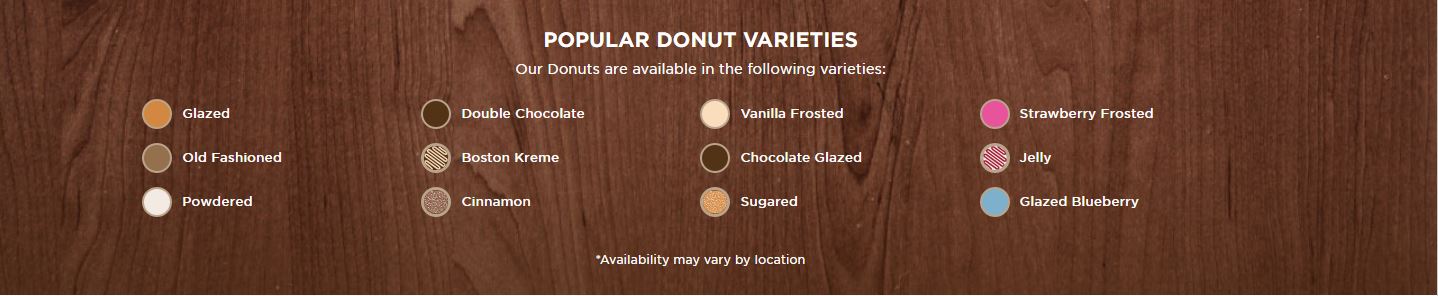 POPULAR DONUT VARIETIES
Our Donuts are available in the following varieties:
Glazed
Double Chocolate
Vanilla Frosted
Strawberry Frosted
Old Fashioned
Boston Kreme
Chocolate Glazed
Jelly
Powdered
Cinnamon
Sugared
Glazed Blueberry
*Availability may vary by location